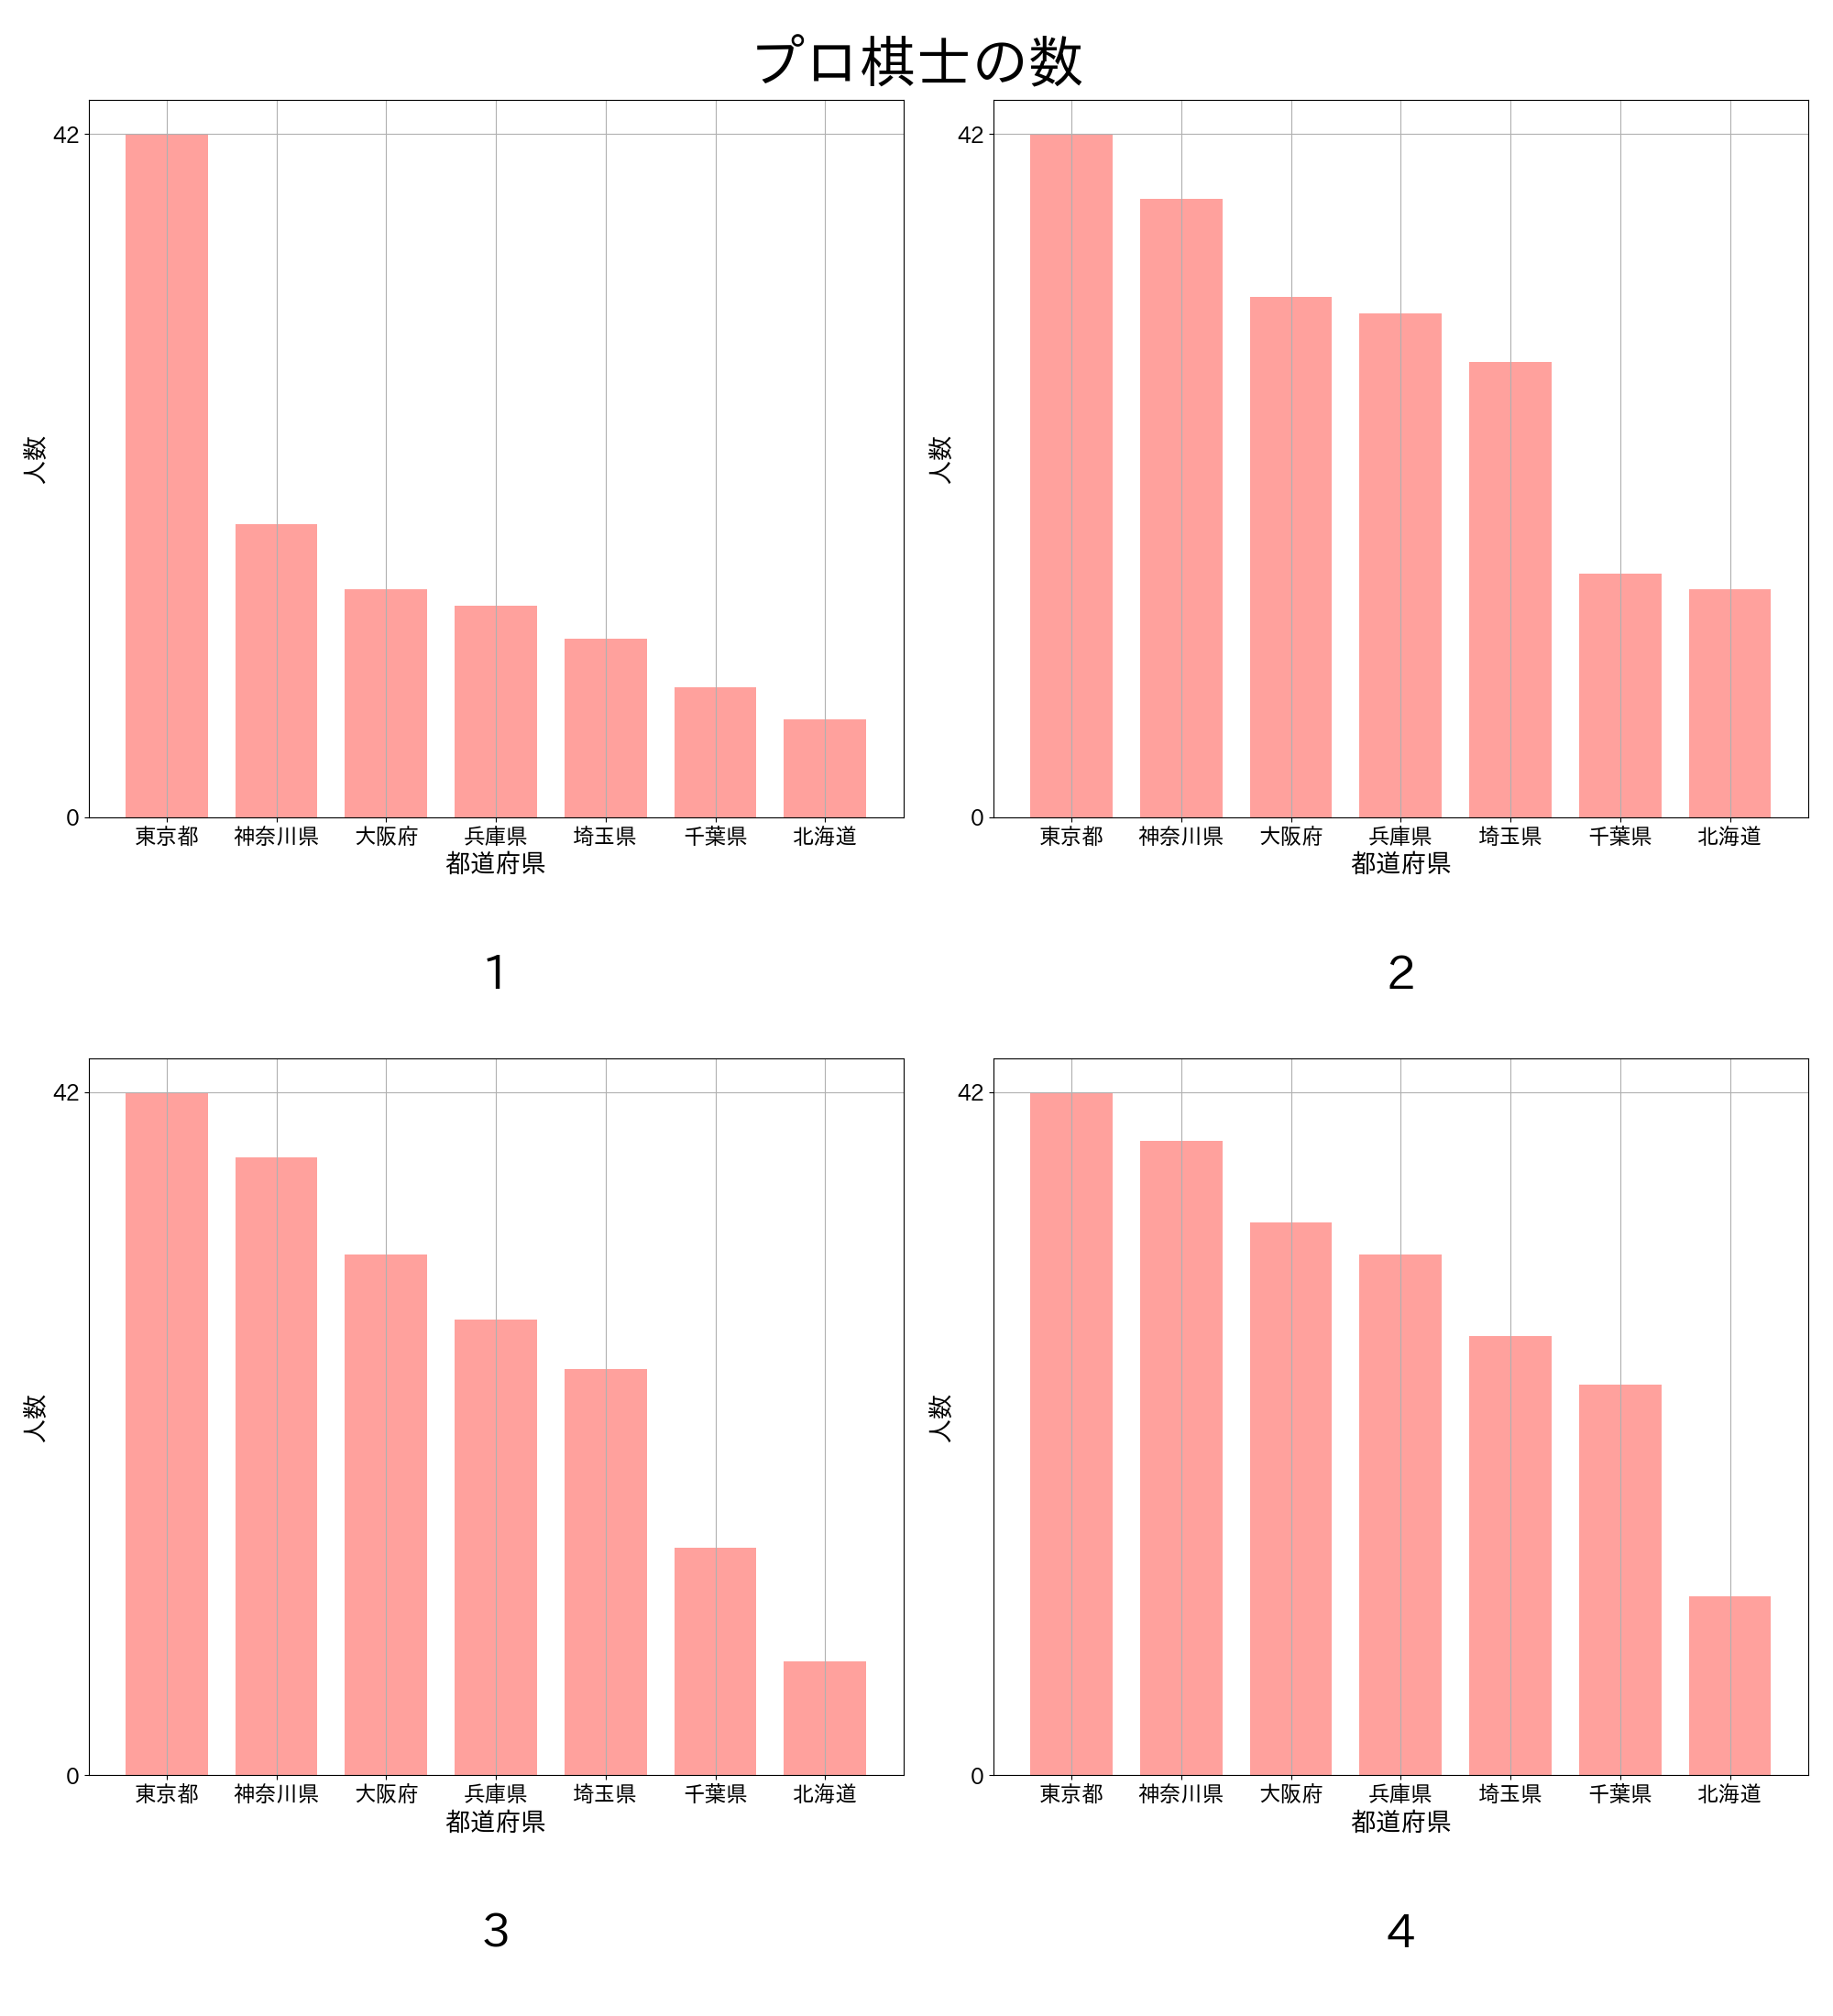 プロ棋士の数
42
0
人数
東京都 神奈川県 大阪府 兵庫県 埼玉県 千葉県 北海道
都道府県
1
42
0
人数
東京都 神奈川県 大阪府 兵庫県 埼玉県 千葉県 北海道
都道府県
2
42
0
人数
東京都 神奈川県 大阪府 兵庫県 埼玉県 千葉県 北海道
都道府県
3
42
0
人数
東京都 神奈川県 大阪府 兵庫県 埼玉県 千葉県 北海道
都道府県
4